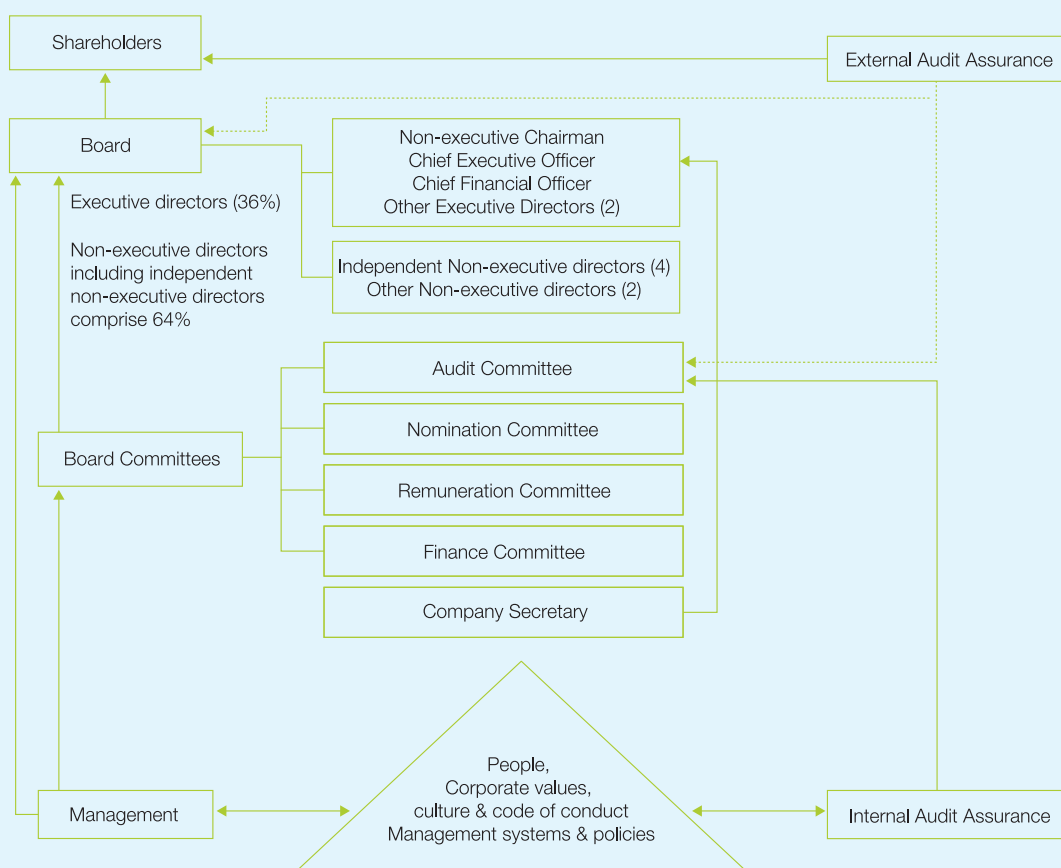 Shareholders
External Audit Assurance
Board
Non-executive Chairman
Chief Executive Officer
Chief Financial Officer
Other Executive Directors (2)
Executive directors (36%)
Non-executive directors
including independent
non-executive directors
comprise 64%
Independent Non-executive directors (4)
Other Non-executive directors (2)
Audit Committee
Nomination Committee
Board Committees
Remuneration Committee
Finance Committee
Company Secretary
People,
Corporate values,
culture & code of conduct
Management systems & policies
Management
Internal Audit Assurance